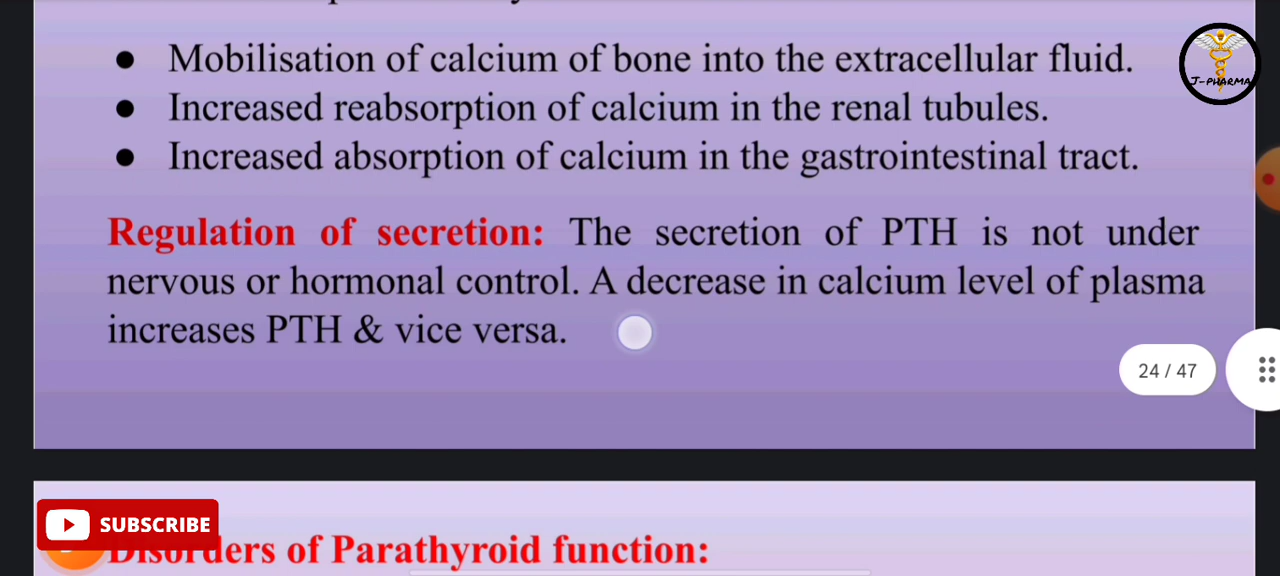 ● Mobilisation of calcium of bone into the extracellular fluid.
J-PHARMA
● Increased reabsorption of calcium in the renal tubules.
● Increased absorption of calcium in the gastrointestinal tract.
Regulation of secretion: The secretion of PTH is not under
nervous or hormonal control. A decrease in calcium level of plasma
increases PTH & vice versa.
24 / 47
SUBSCRIBE
Disorders of Parathyroid function: